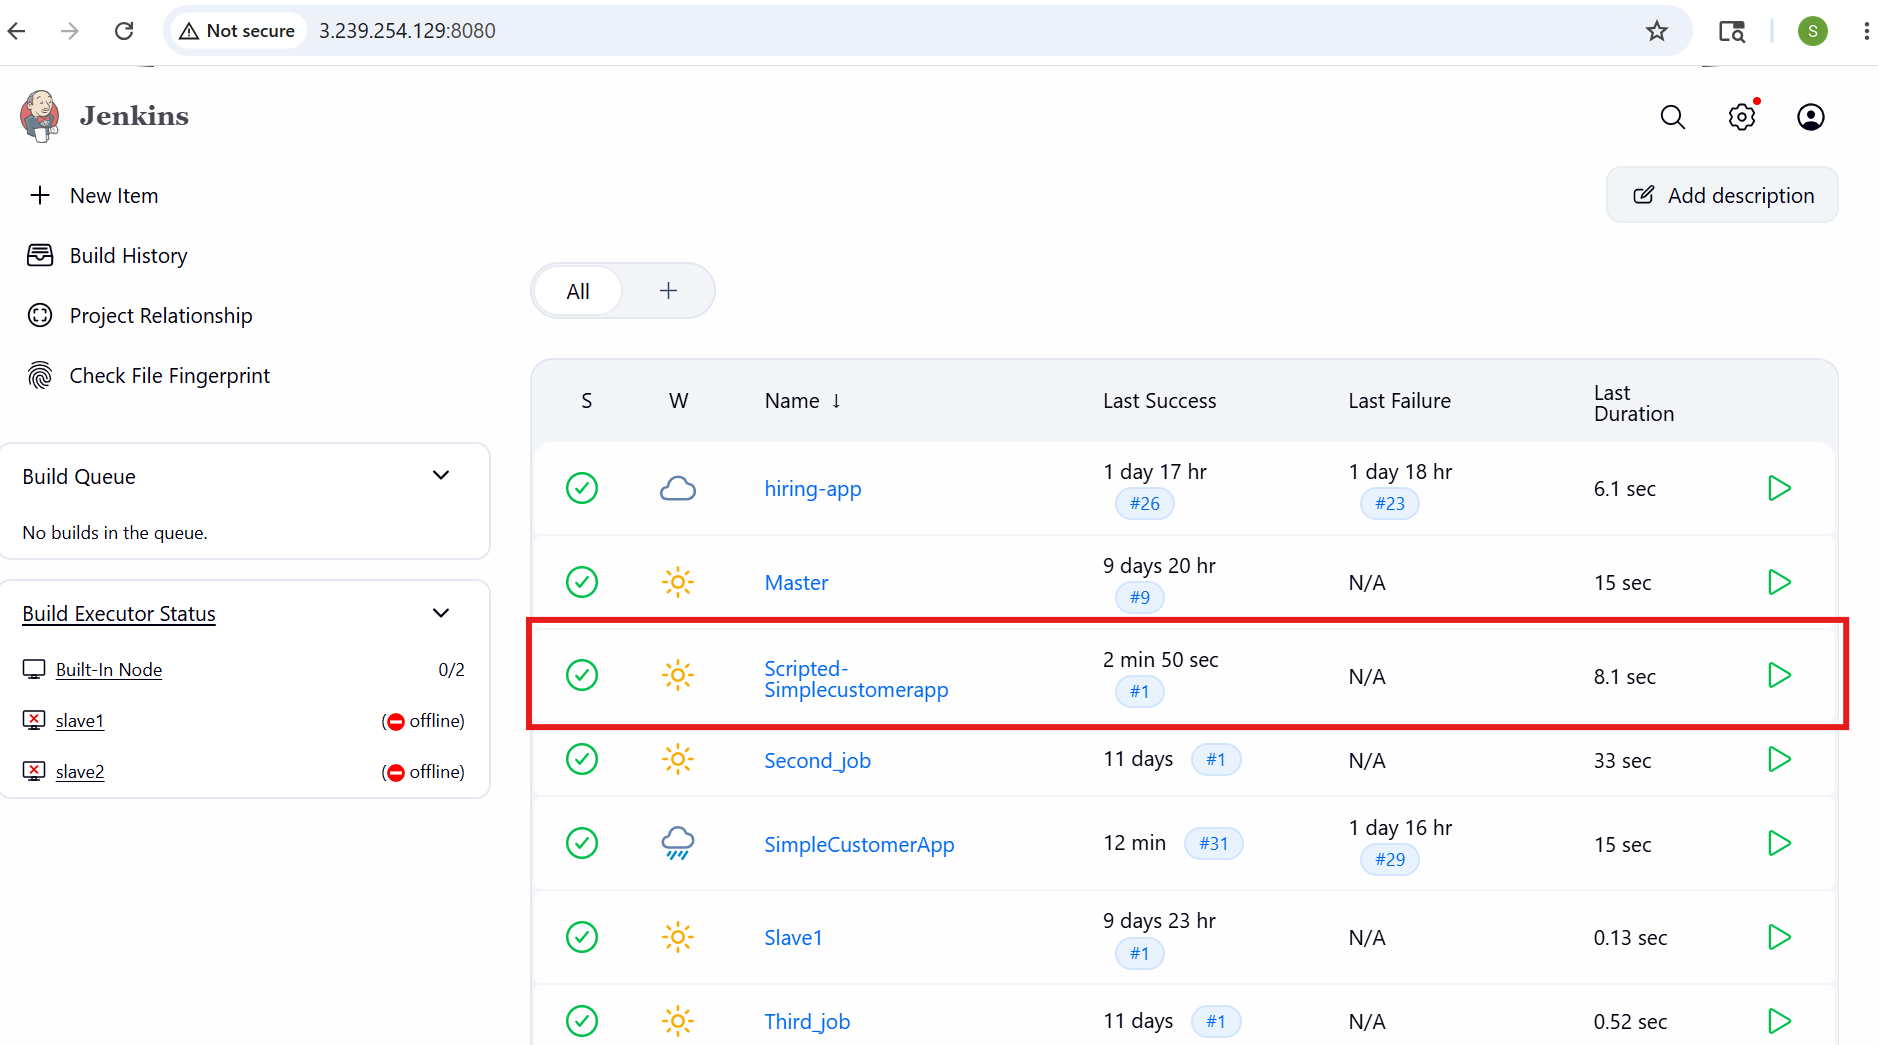 Not secure 3.239.254.129:8080 S
Jenkins
New Item
Add description
Build History
All +
Project Relationship
Check File Fingerprint
Build Queue
No builds in the queue.
Build Executor Status
Built-In Node 0/2
slave1 (offline)
slave2 (offline)
S W Name ↓ Last Success Last Failure Last
Duration
hiring-app 1 day 17 hr #26 1 day 18 hr #23 6.1 sec
Master 9 days 20 hr #9 N/A 15 sec
Scripted-
Simplecustomerapp 2 min 50 sec #1 N/A 8.1 sec
Second_job 11 days #1 N/A 33 sec
SimpleCustomerApp 12 min #31 1 day 16 hr #29 15 sec
Slave1 9 days 23 hr #1 N/A 0.13 sec
Third_job 11 days #1 N/A 0.52 sec